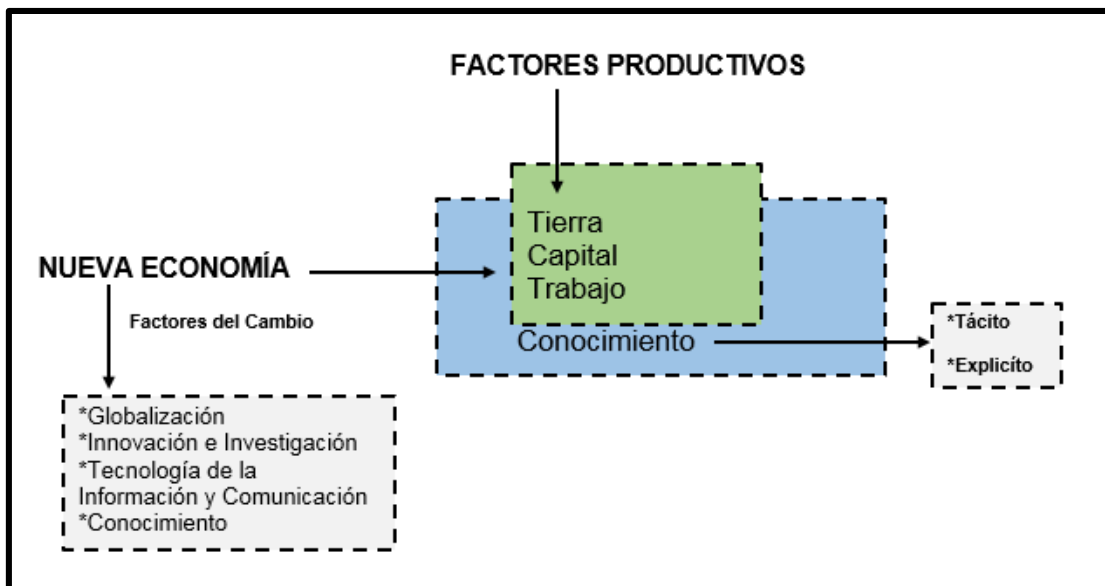 FACTORES PRODUCTIVOS
Tierra
Capital
Trabajo
NUEVA ECONOMÍA
Factores del Cambio
Conocimiento
*Tácito
*Explicíto
*Globalización
*Innovación e Investigación
*Tecnología de la
Información y Comunicación
*Conocimiento